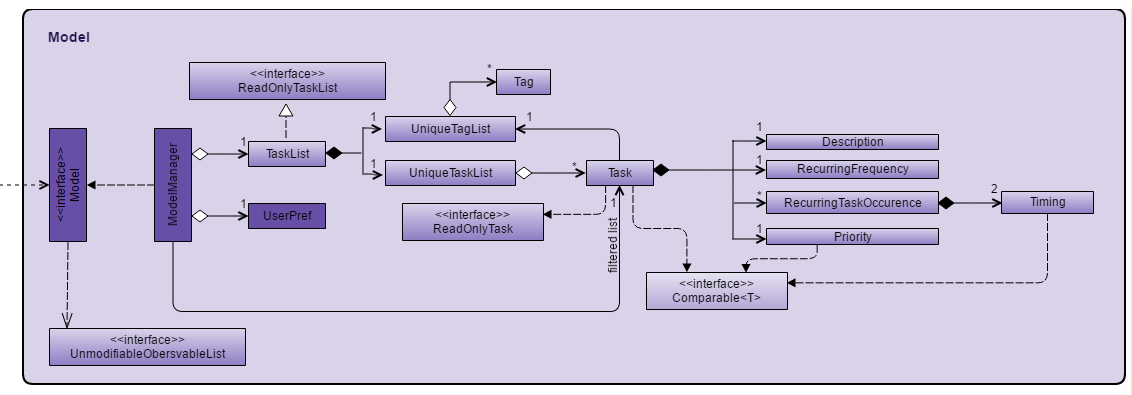 Model
<<interface>>
ReadOnlyTaskList
*
Tag
1
UniqueTagList
1
<<interface>>
Model
ModelManager
1
TaskList
1
UniqueTaskList
*
Task
1
Description
1
RecurringFrequency
*
RecurringTaskOccurence
2
Timing
1
Priority
1
UserPref
<<interface>>
ReadOnlyTask
1
filtered list
<<interface>>
Comparable<T>
<<interface>>
UnmodifiableObersvableList